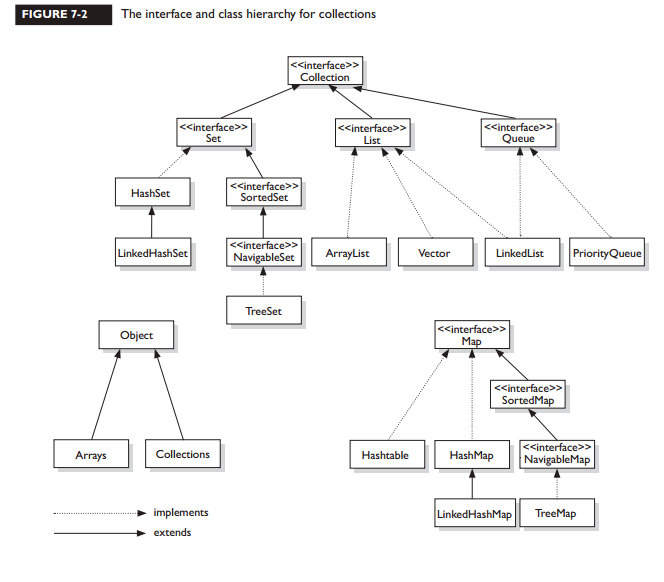 FIGURE 7-2 The interface and class hierarchy for collections
<<interface>>
Collection
<<interface>>
Set
<<interface>>
List
<<interface>>
Queue
HashSet
<<interface>>
SortedSet
LinkedHashSet
<<interface>>
NavigableSet
ArrayList
Vector
LinkedList
PriorityQueue
TreeSet
Object
<<interface>>
Map
<<interface>>
SortedMap
Arrays
Collections
Hashtable
HashMap
<<interface>>
NavigableMap
LinkedHashMap
TreeMap
implements
extends